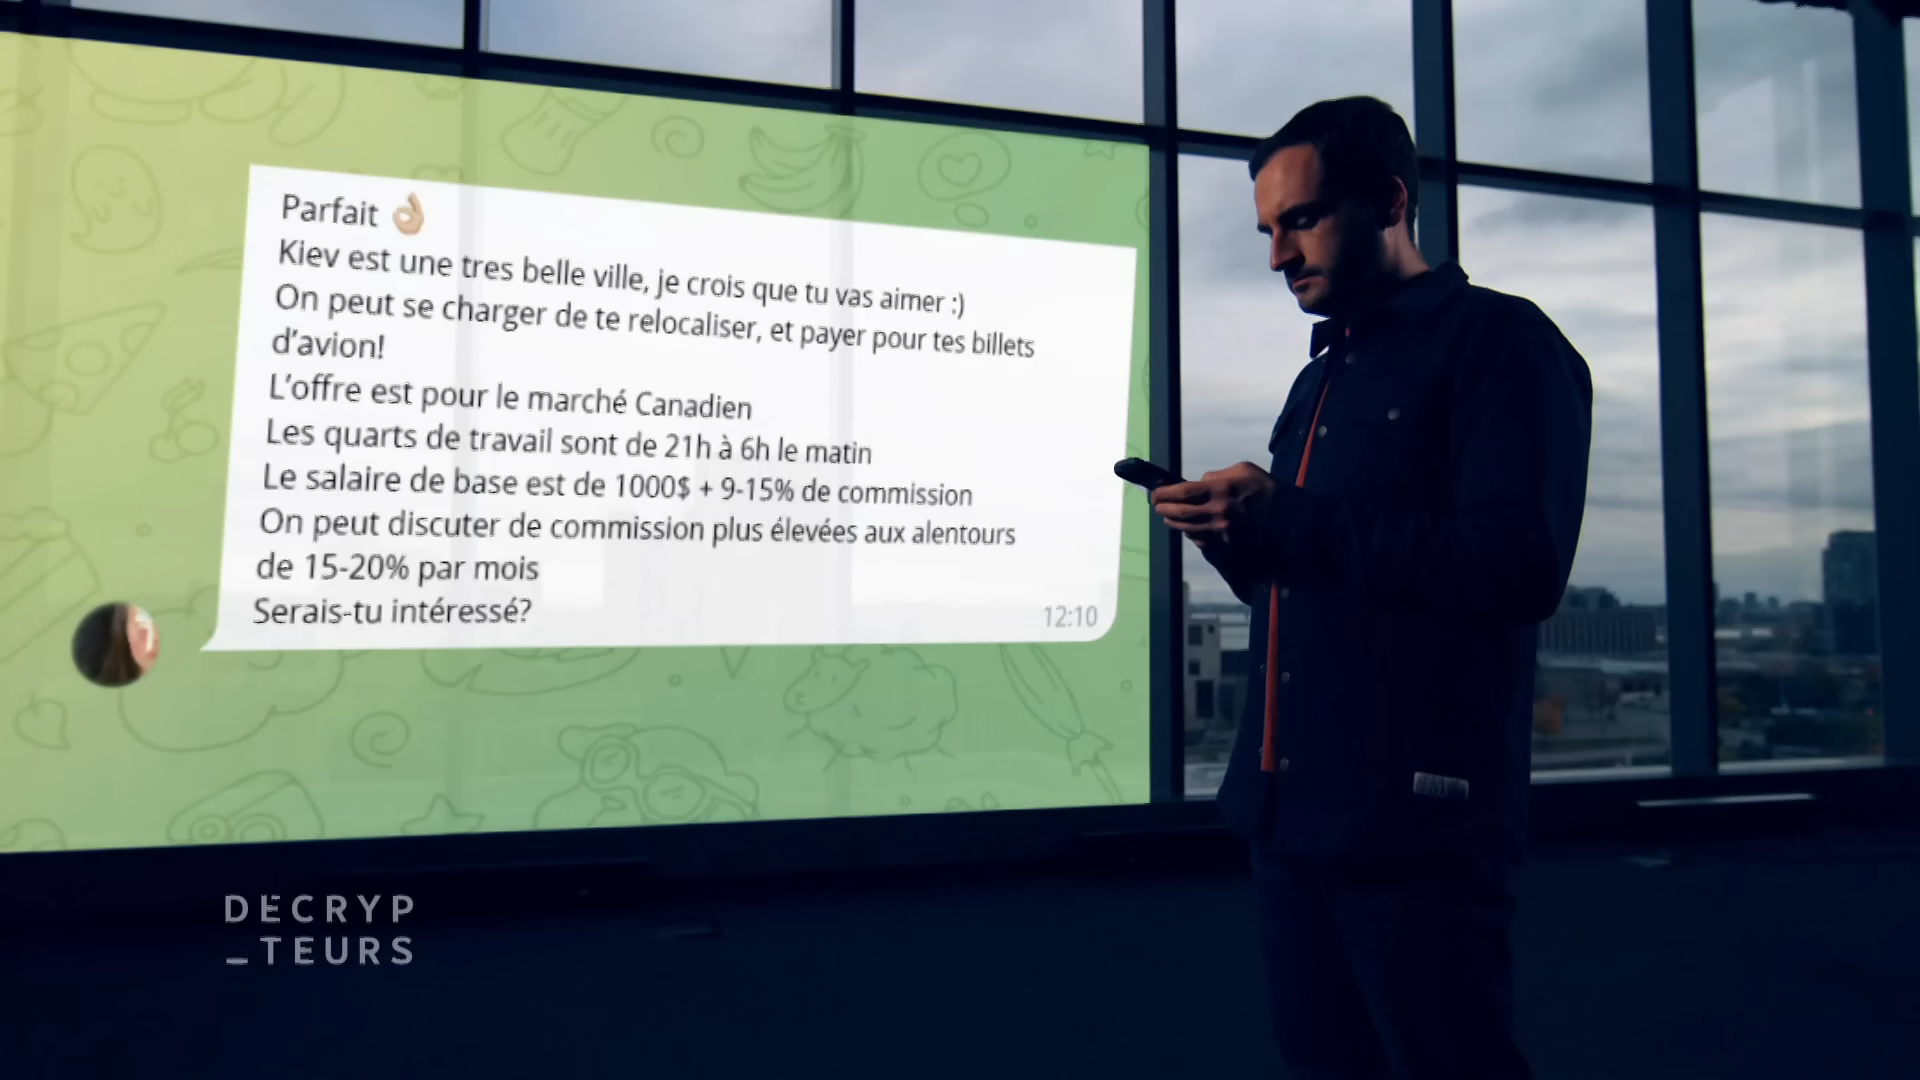 Parfait 👌🏼
Kiev est une tres belle ville, je crois que tu vas aimer :)
On peut se charger de te relocaliser, et payer pour tes billets
d’avion!
L’offre est pour le marché Canadien
Les quarts de travail sont de 21h à 6h le matin
Le salaire de base est de 1000$ + 9-15% de commission
On peut discuter de commission plus élevées aux alentours
de 15-20% par mois
Serais-tu intéressé?
12:10
DÉCRYP
_TEURS